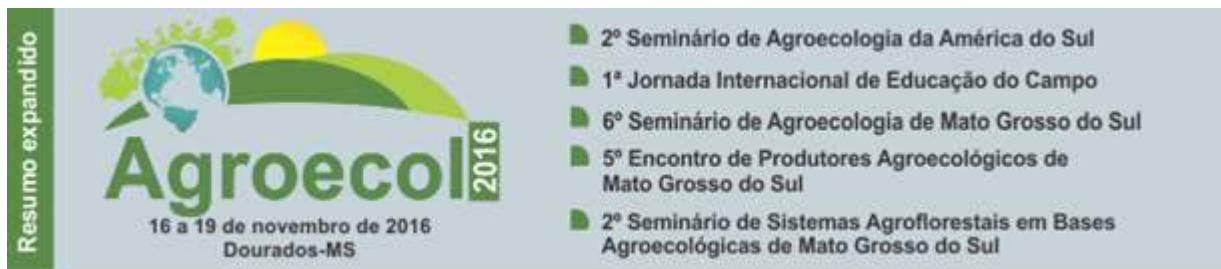 Resumo expandido
Agroecol
2016
16 a 19 de novembro de 2016
Dourados-MS
2º Seminário de Agroecologia da América do Sul
1ª Jornada Internacional de Educação do Campo
6º Seminário de Agroecologia de Mato Grosso do Sul
5º Encontro de Produtores Agroecológicos de
Mato Grosso do Sul
2º Seminário de Sistemas Agroflorestais em Bases
Agroecológicas de Mato Grosso do Sul